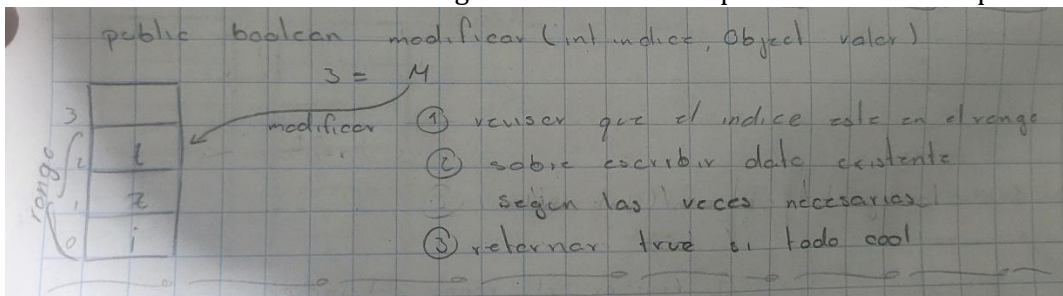 public boolean modificar (int indice, Object valor)
3 = M
3
modificar
① revisar que el indice este en el rango
2
t
② sobre escribir dato existente
1
z
segun las veces necesarias
0
i
③ retornar true si todo cool
rango